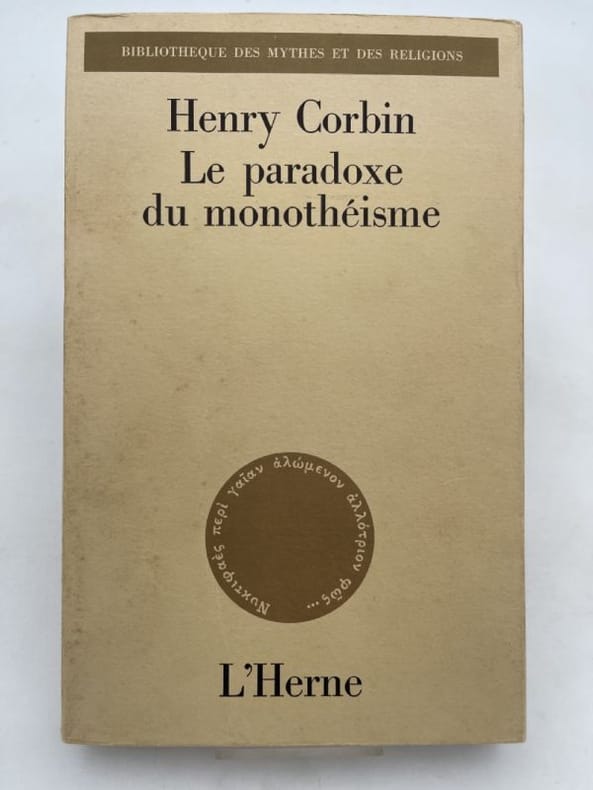 BIBLIOTHEQUE DES MYTHES ET DES RELIGIONS
Henry Corbin
Le paradoxe
du monothéisme
Νυκτιφαὲς περὶ γαῖαν ἀλώμενον ἀλλότριον φῶς...
L'Herne